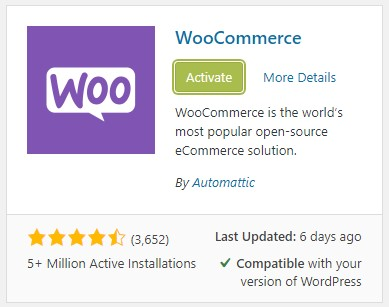 WOO
WooCommerce
Activate More Details
WooCommerce is the world's
most popular open-source
eCommerce solution.
By Automattic
(3,652) Last Updated: 6 days ago
5+ Million Active Installations ✔ Compatible with your
version of WordPress